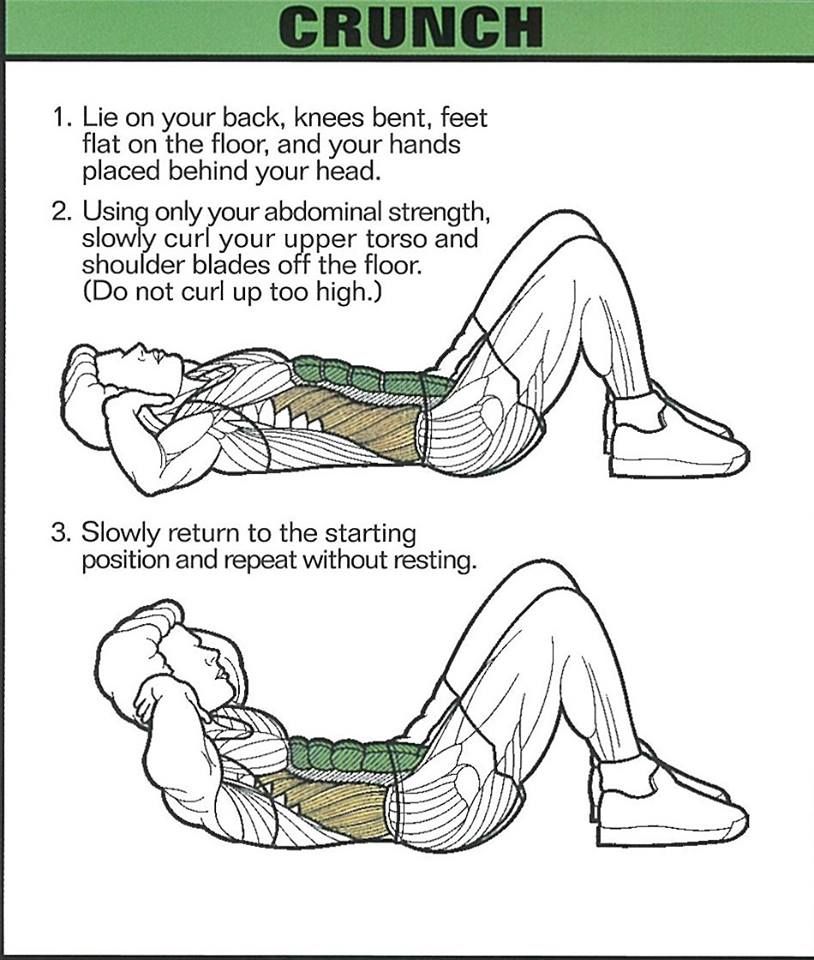 CRUNCH
1. Lie on your back, knees bent, feet
flat on the floor, and your hands
placed behind your head.
2. Using only your abdominal strength,
slowly curl your upper torso and
shoulder blades off the floor.
(Do not curl up too high.)
3. Slowly return to the starting
position and repeat without resting.